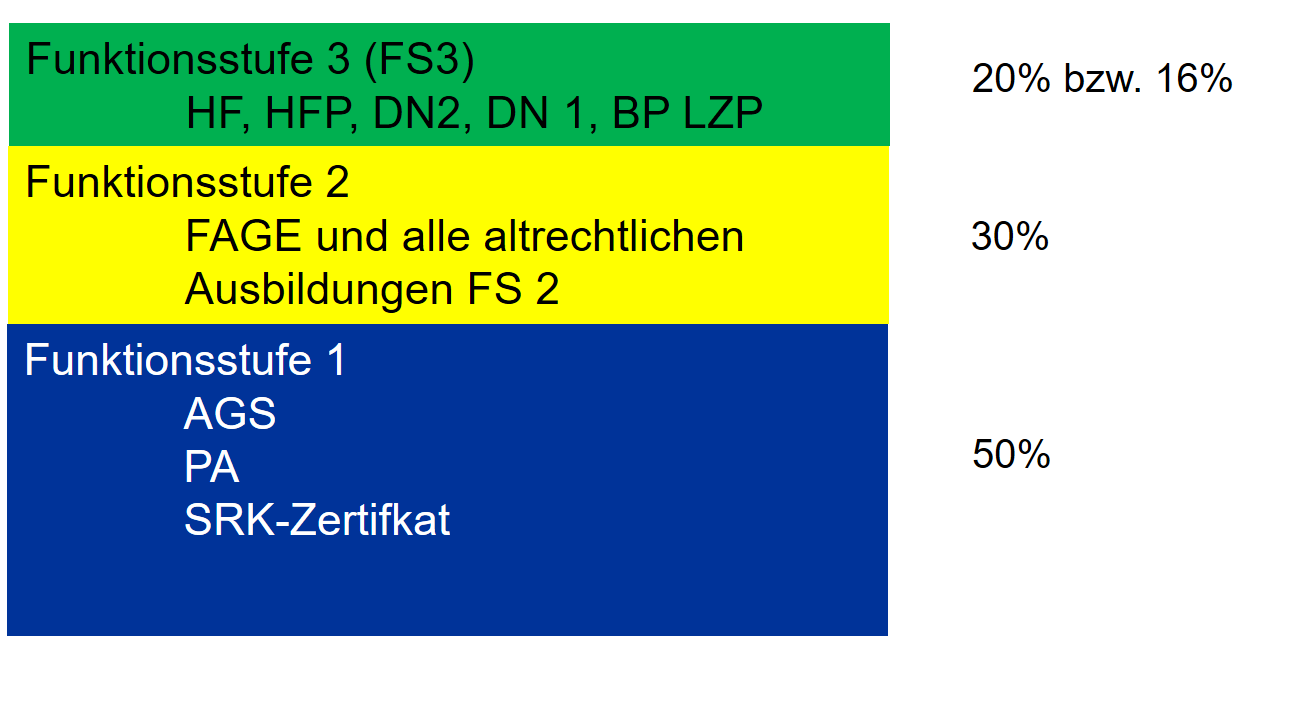 Funktionsstufe 3 (FS3)
HF, HFP, DN2, DN 1, BP LZP
20% bzw. 16%
Funktionsstufe 2
FAGE und alle altrechtlichen
Ausbildungen FS 2
30%
Funktionsstufe 1
AGS
PA
SRK-Zertifkat
50%